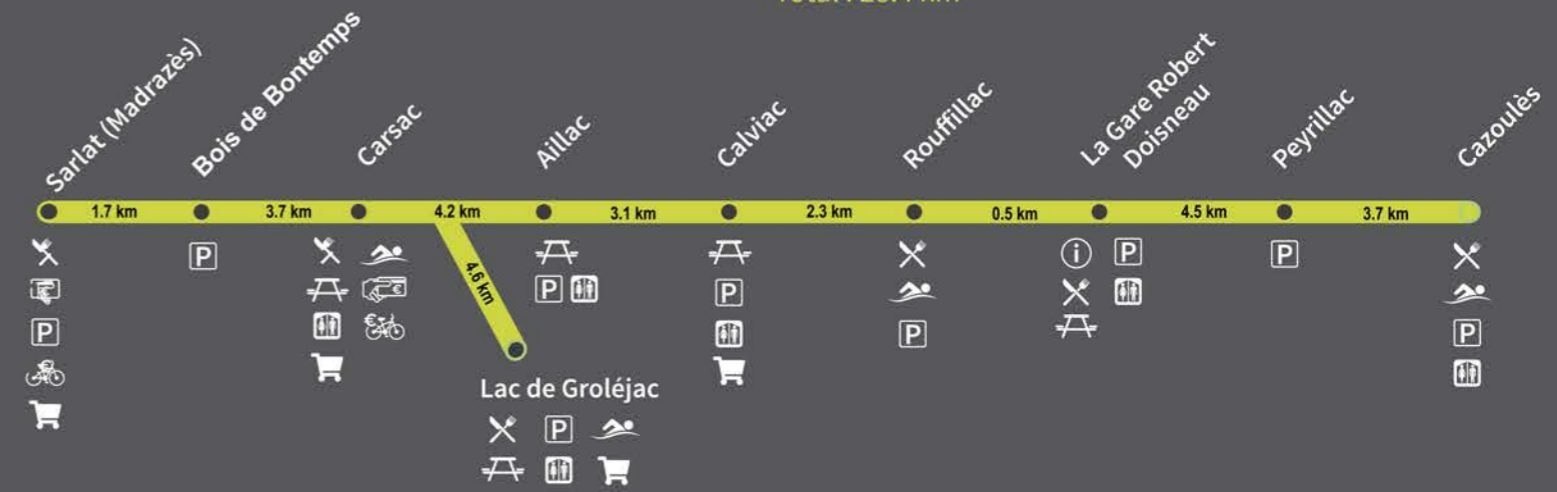 Sarlat (Madrazès)
Bois de Bontemps
Carsac
Aillac
Calviac
Rouffillac
La Gare Robert
Doisneau
Peyrillac
Cazoulès
1.7 km
3.7 km
4.2 km
3.1 km
2.3 km
0.5 km
4.5 km
3.7 km
4.6 km
P
P
P
P
P
P
P
P
i
€
€
€
P
Lac de Groléjac
P